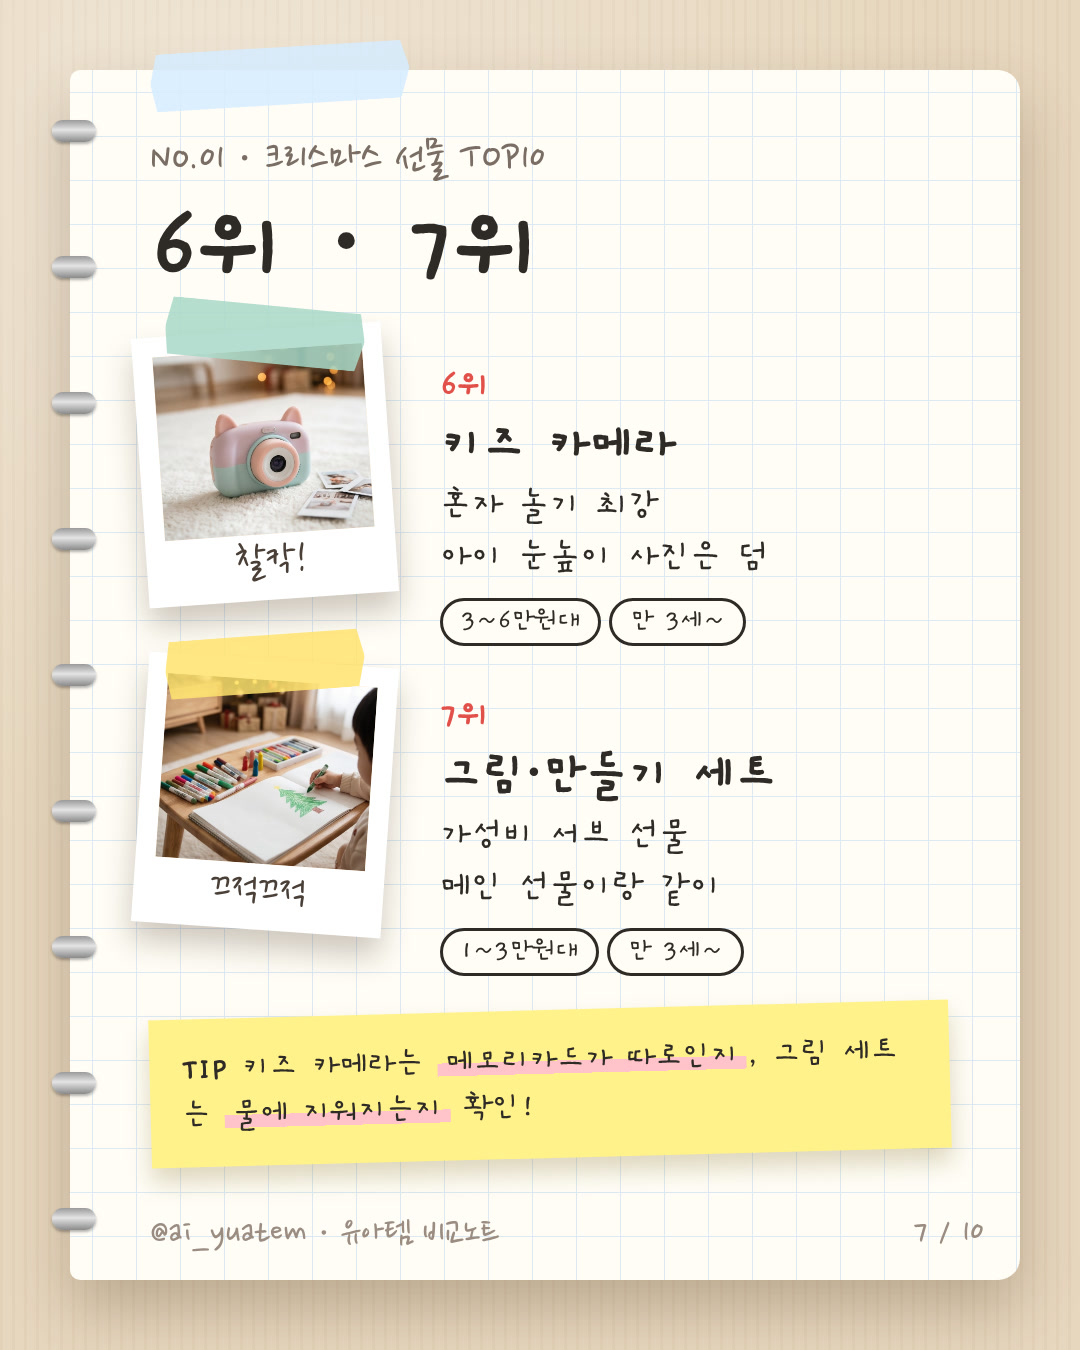 NO.01 · 크리스마스 선물 TOP10
6위 · 7위
찰칵!
6위
키즈 카메라
혼자 놀기 최강
아이 눈높이 사진은 덤
3~6만원대
만 3세~
끄적끄적
7위
그림·만들기 세트
가성비 서브 선물
메인 선물이랑 같이
1~3만원대
만 3세~
TIP 키즈 카메라는 메모리카드가 따로인지, 그림 세트
는 물에 지워지는지 확인!
@ai_yuatem · 유아템 비교노트
7 / 10